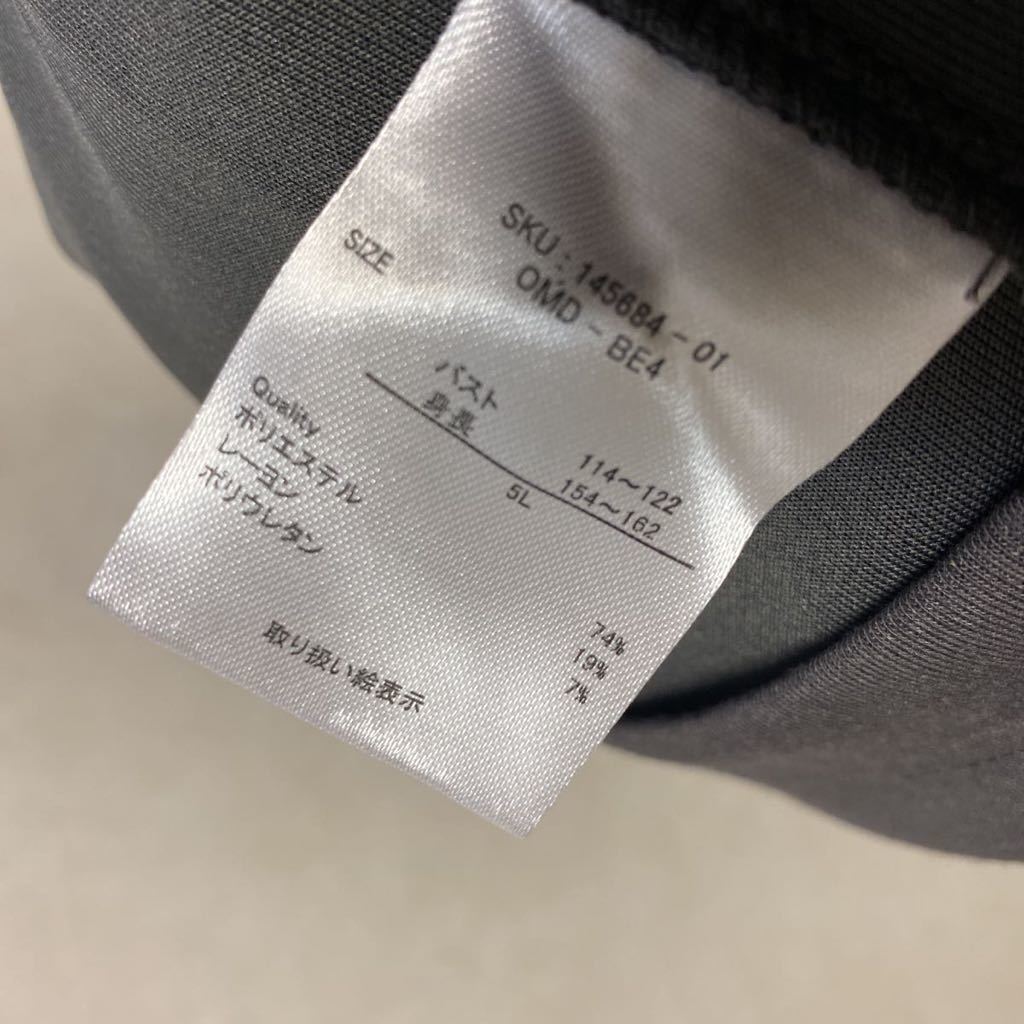 SKU:145684-01
OMD-BE4
SIZE
バスト 114～122
身長 154～162
5L
Quality
ポリエステル 74%
レーヨン 19%
ポリウレタン 7%
取り扱い絵表示